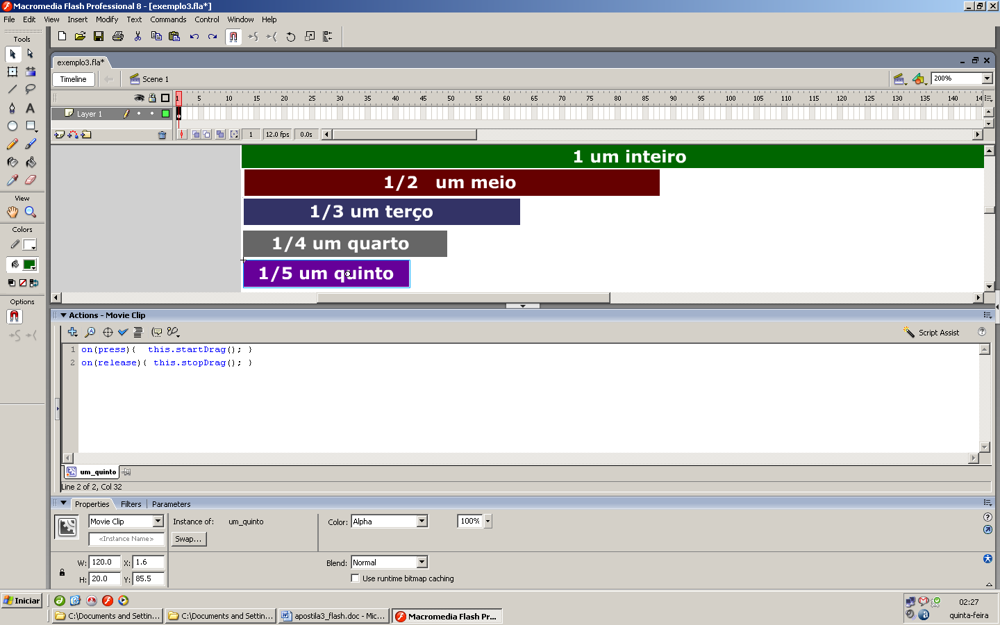 Macromedia Flash Professional 8 - [exemplo3.fla*]
File Edit View Insert Modify Text Commands Control Window Help
Tools
exemplo3.fla*
Timeline Scene 1 200%
1 5 10 15 20 25 30 35 40 45 50 55 60 65 70 75 80 85 90 95 100 105 110 115 120 125 130 135 140 14
Layer 1
1 12.0 fps 0.0s
1 um inteiro
1/2 um meio
View
1/3 um terço
Colors
1/4 um quarto
1/5 um quinto
Options
Actions - Movie Clip
Script Assist
1 on(press){ this.startDrag(); }
2 on(release){ this.stopDrag(); }
um_quinto
Line 2 of 2, Col 32
Properties Filters Parameters
Movie Clip Instance of: um_quinto Color: Alpha 100%
<Instance Name> Swap...
W: 120.0 X: 1.6 Blend: Normal
H: 20.0 Y: 85.5 Use runtime bitmap caching
Iniciar 02:27
C:\Documents and Settin... C:\Documents and Settin... apostila3_flash.doc - Mic... Macromedia Flash Pr... quinta-feira